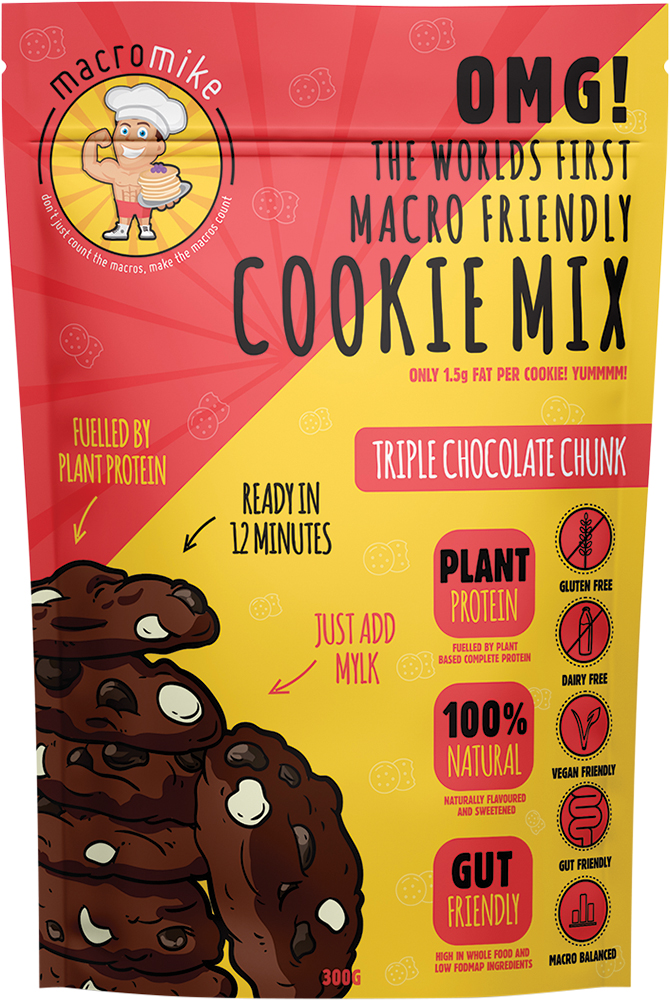 macromike
don't just count the macros, make the macros count
OMG!
THE WORLDS FIRST
MACRO FRIENDLY
COOKIE MIX
ONLY 1.5g FAT PER COOKIE! YUMMMM!
TRIPLE CHOCOLATE CHUNK
FUELLED BY
PLANT PROTEIN
READY IN
12 MINUTES
JUST ADD
MYLK
PLANT
PROTEIN
FUELLED BY PLANT
BASED COMPLETE PROTEIN
100%
NATURAL
NATURALLY FLAVOURED
AND SWEETENED
GUT
FRIENDLY
HIGH IN WHOLE FOOD AND
LOW FODMAP INGREDIENTS
GLUTEN FREE
DAIRY FREE
VEGAN FRIENDLY
GUT FRIENDLY
MACRO BALANCED
300G